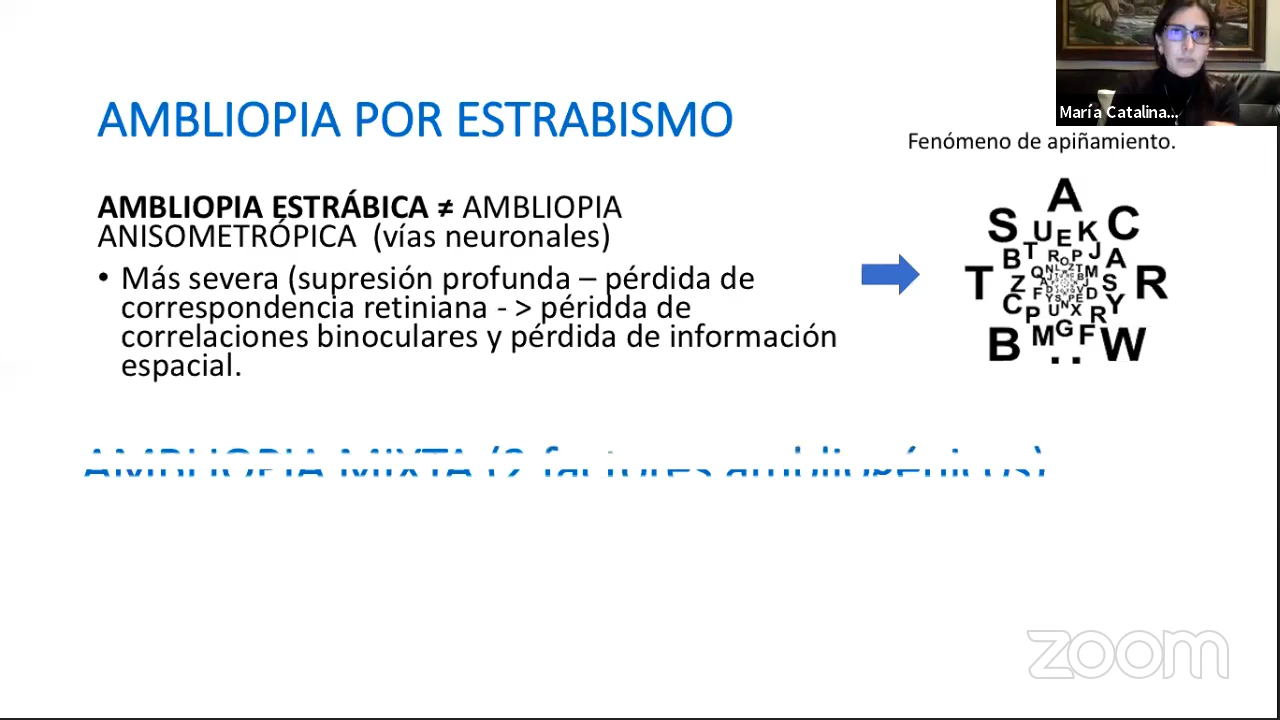 María Catalina...
AMBLIOPIA POR ESTRABISMO
Fenómeno de apiñamiento.
AMBLIOPIA ESTRÁBICA ≠ AMBLIOPIA
ANISOMETRÓPICA (vías neuronales)
• Más severa (supresión profunda – pérdida de
correspondencia retiniana - > péridda de
correlaciones binoculares y pérdida de información
espacial.
A
S C
U E K
T R
B W
AMBLIOPIA MIXTA (2 factores ambliogénicos)
zoom